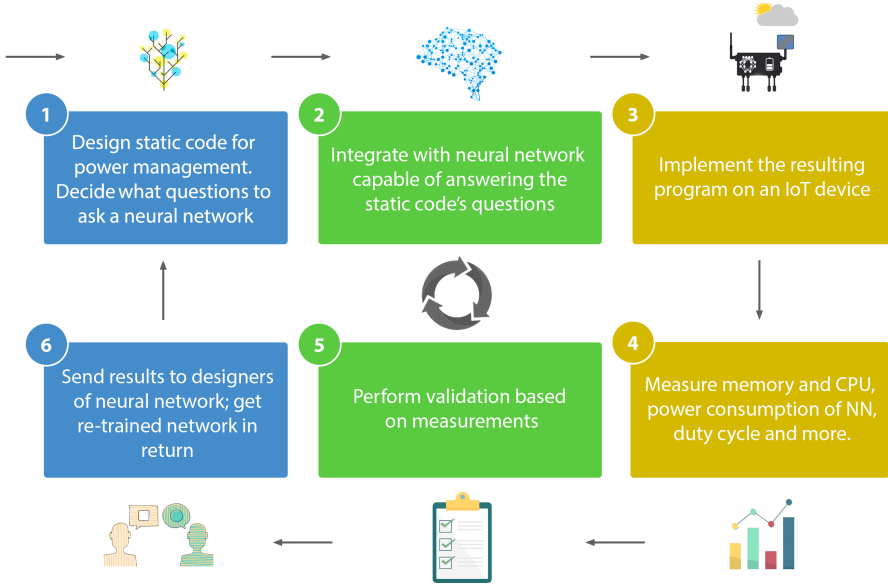 1
Design static code for
power management.
Decide what questions to
ask a neural network
2
Integrate with neural network
capable of answering the
static code's questions
3
Implement the resulting
program on an IoT device
4
Measure memory and CPU,
power consumption of NN,
duty cycle and more.
5
Perform validation based
on measurements
6
Send results to designers
of neural network; get
re-trained network in
return